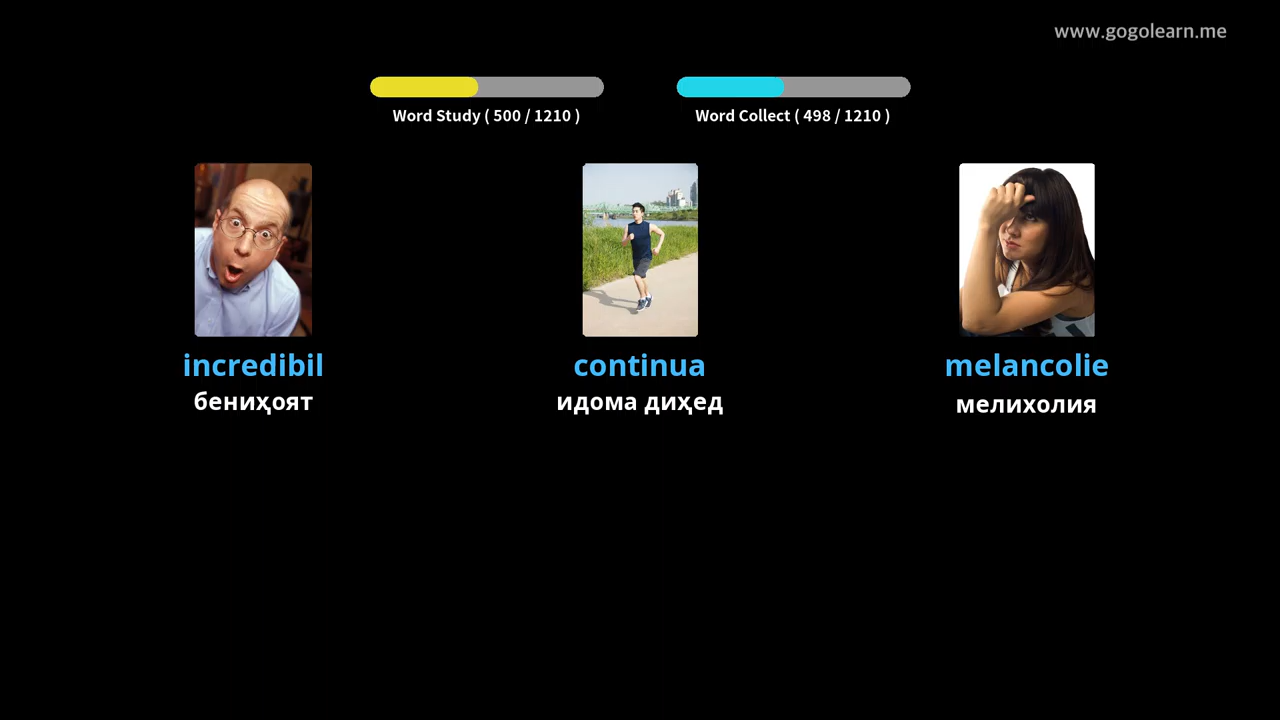 www.gogolearn.me
Word Study ( 500 / 1210 )
Word Collect ( 498 / 1210 )
incredibil
continua
melancolie
бениҳоят
идома диҳед
мелихолия